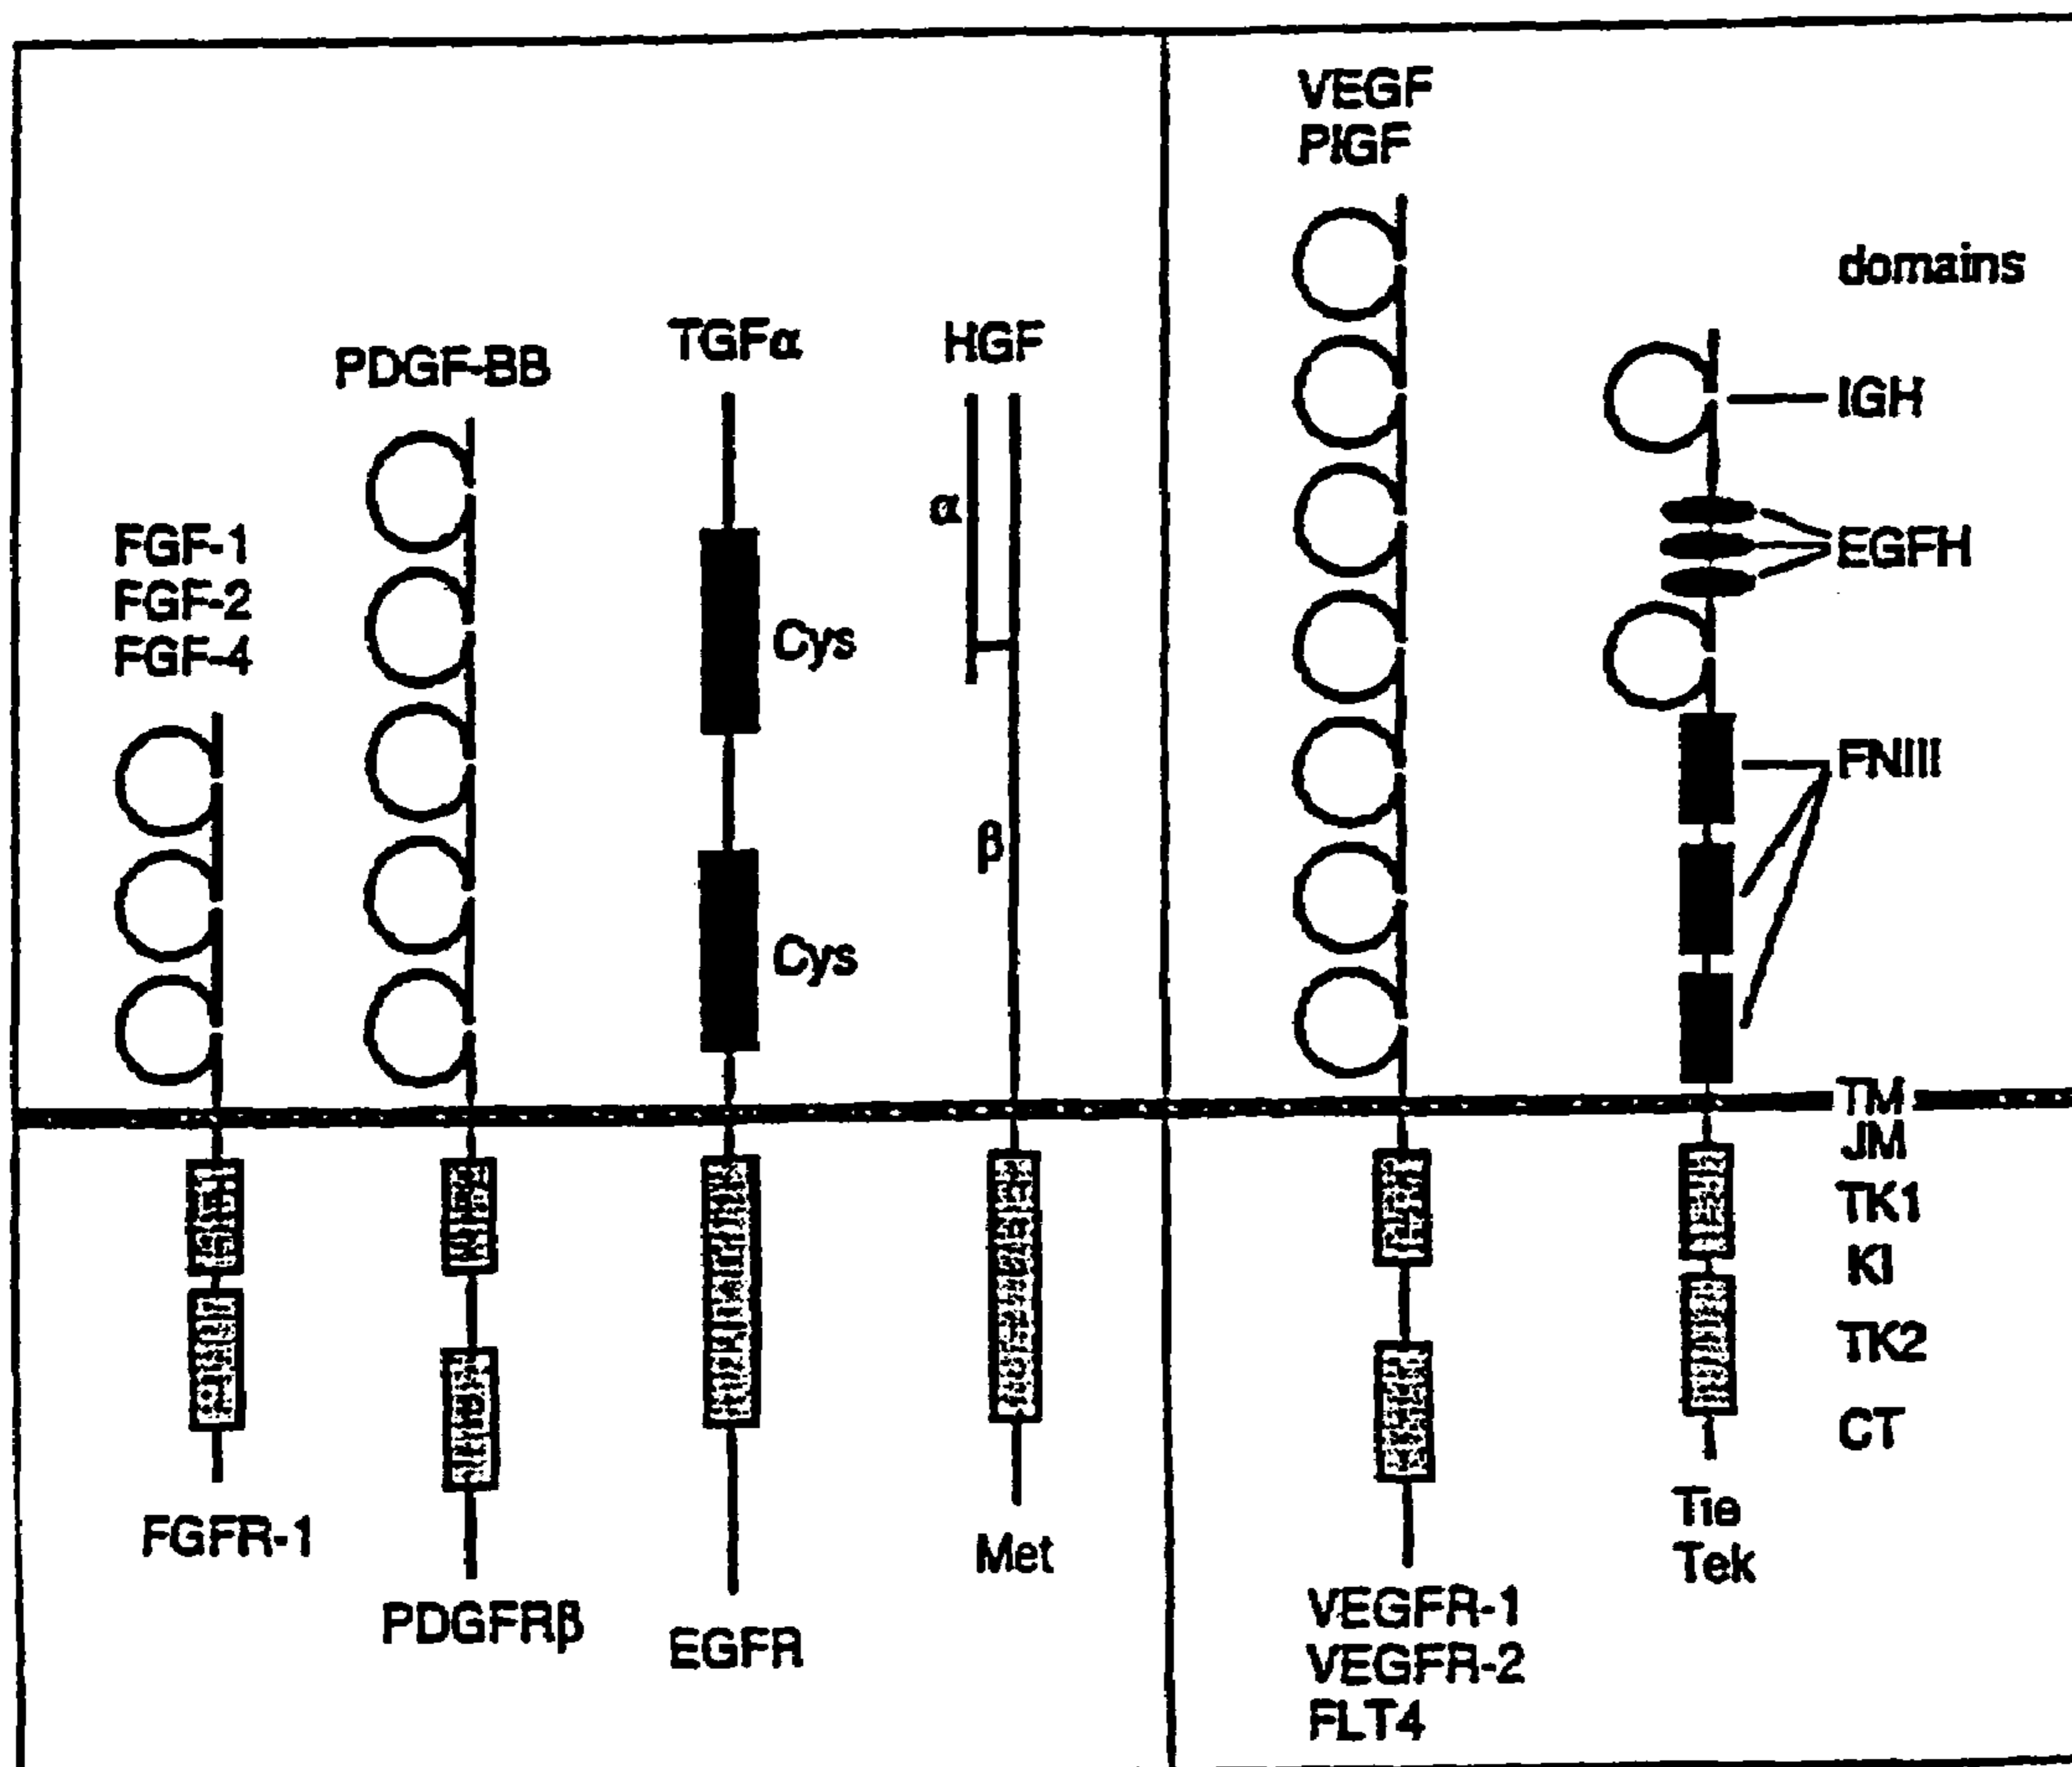 FGF-1
FGF-2
FGF-4
FGFR-1
PDGF-BB
PDGFRβ
TGFα
Cys
Cys
EGFR
HGF
α
β
Met
VEGF
PIGF
VEGFR-1
VEGFR-2
FLT4
domains
IGH
EGFH
FNIII
TM
JM
TK1
KI
TK2
CT
Tie
Tek